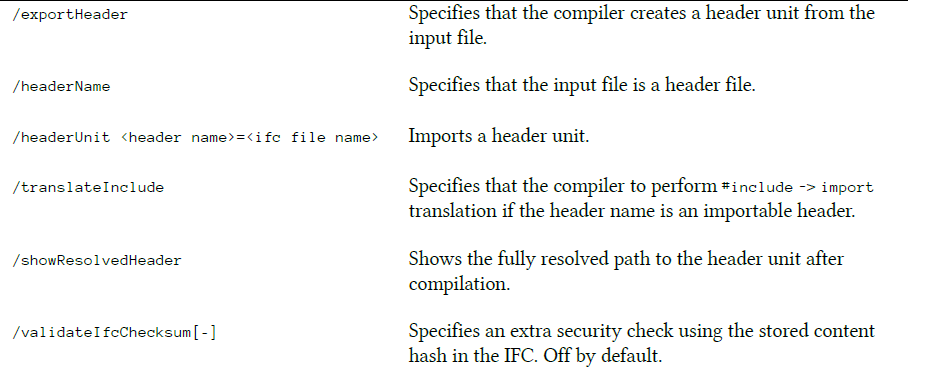 /exportHeader Specifies that the compiler creates a header unit from the
input file.
/headerName Specifies that the input file is a header file.
/headerUnit <header name>=<ifc file name> Imports a header unit.
/translateInclude Specifies that the compiler to perform #include -> import
translation if the header name is an importable header.
/showResolvedHeader Shows the fully resolved path to the header unit after
compilation.
/validateIfcChecksum[-] Specifies an extra security check using the stored content
hash in the IFC. Off by default.